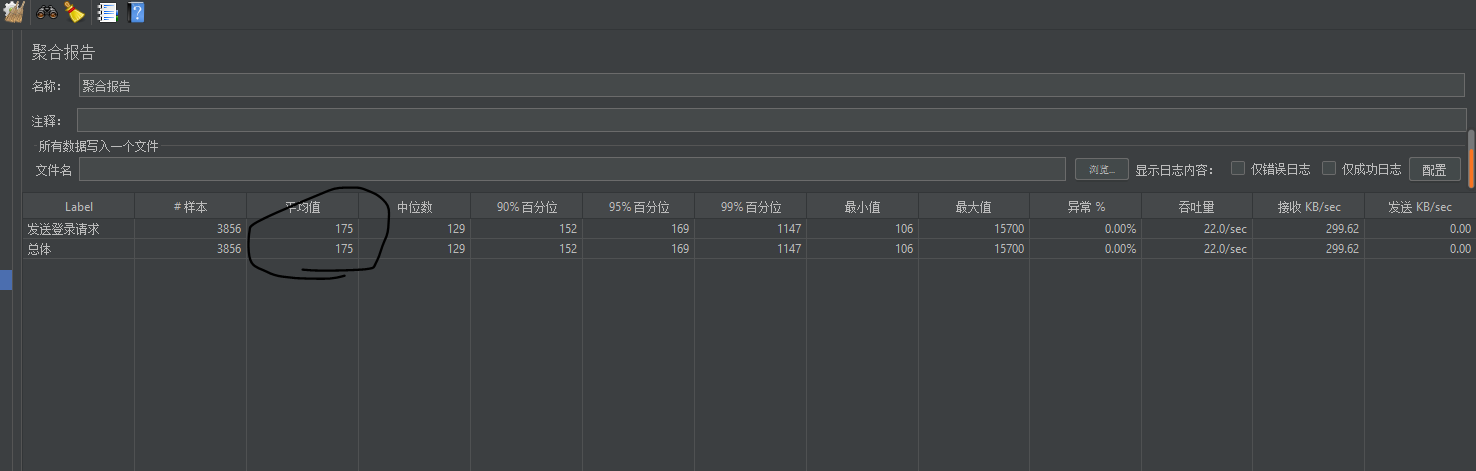 聚合报告
名称： 聚合报告
注释：
所有数据写入一个文件
文件名 浏览... 显示日志内容： 仅错误日志 仅成功日志 配置
Label # 样本 平均值 中位数 90% 百分位 95% 百分位 99% 百分位 最小值 最大值 异常 % 吞吐量 接收 KB/sec 发送 KB/sec
发送登录请求 3856 175 129 152 169 1147 106 15700 0.00% 22.0/sec 299.62 0.00
总体 3856 175 129 152 169 1147 106 15700 0.00% 22.0/sec 299.62 0.00